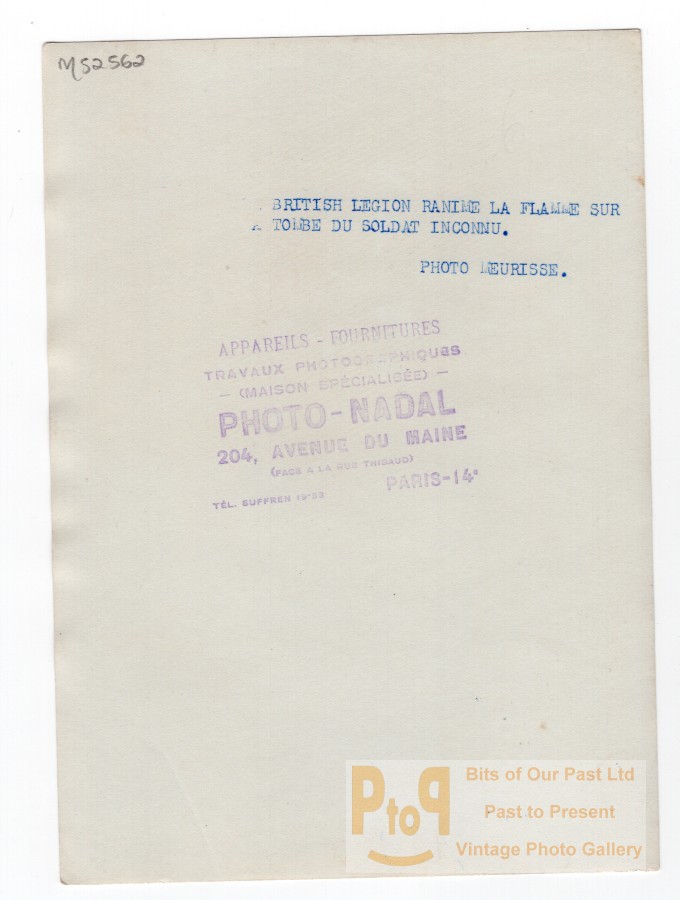 MS2562
BRITISH LEGION RANIME LA FLAMME SUR
A TOMBE DU SOLDAT INCONNU.
PHOTO MEURISSE.
APPAREILS - FOURNITURES
TRAVAUX PHOTOGRAPHIQUES
- (MAISON SPÉCIALISÉE) -
PHOTO-NADAL
204, AVENUE DU MAINE
(FACE A LA RUE THIBAUD)
PARIS-14e
TÉL. SUFFREN
PtoP
Bits of Our Past Ltd
Past to Present
Vintage Photo Gallery